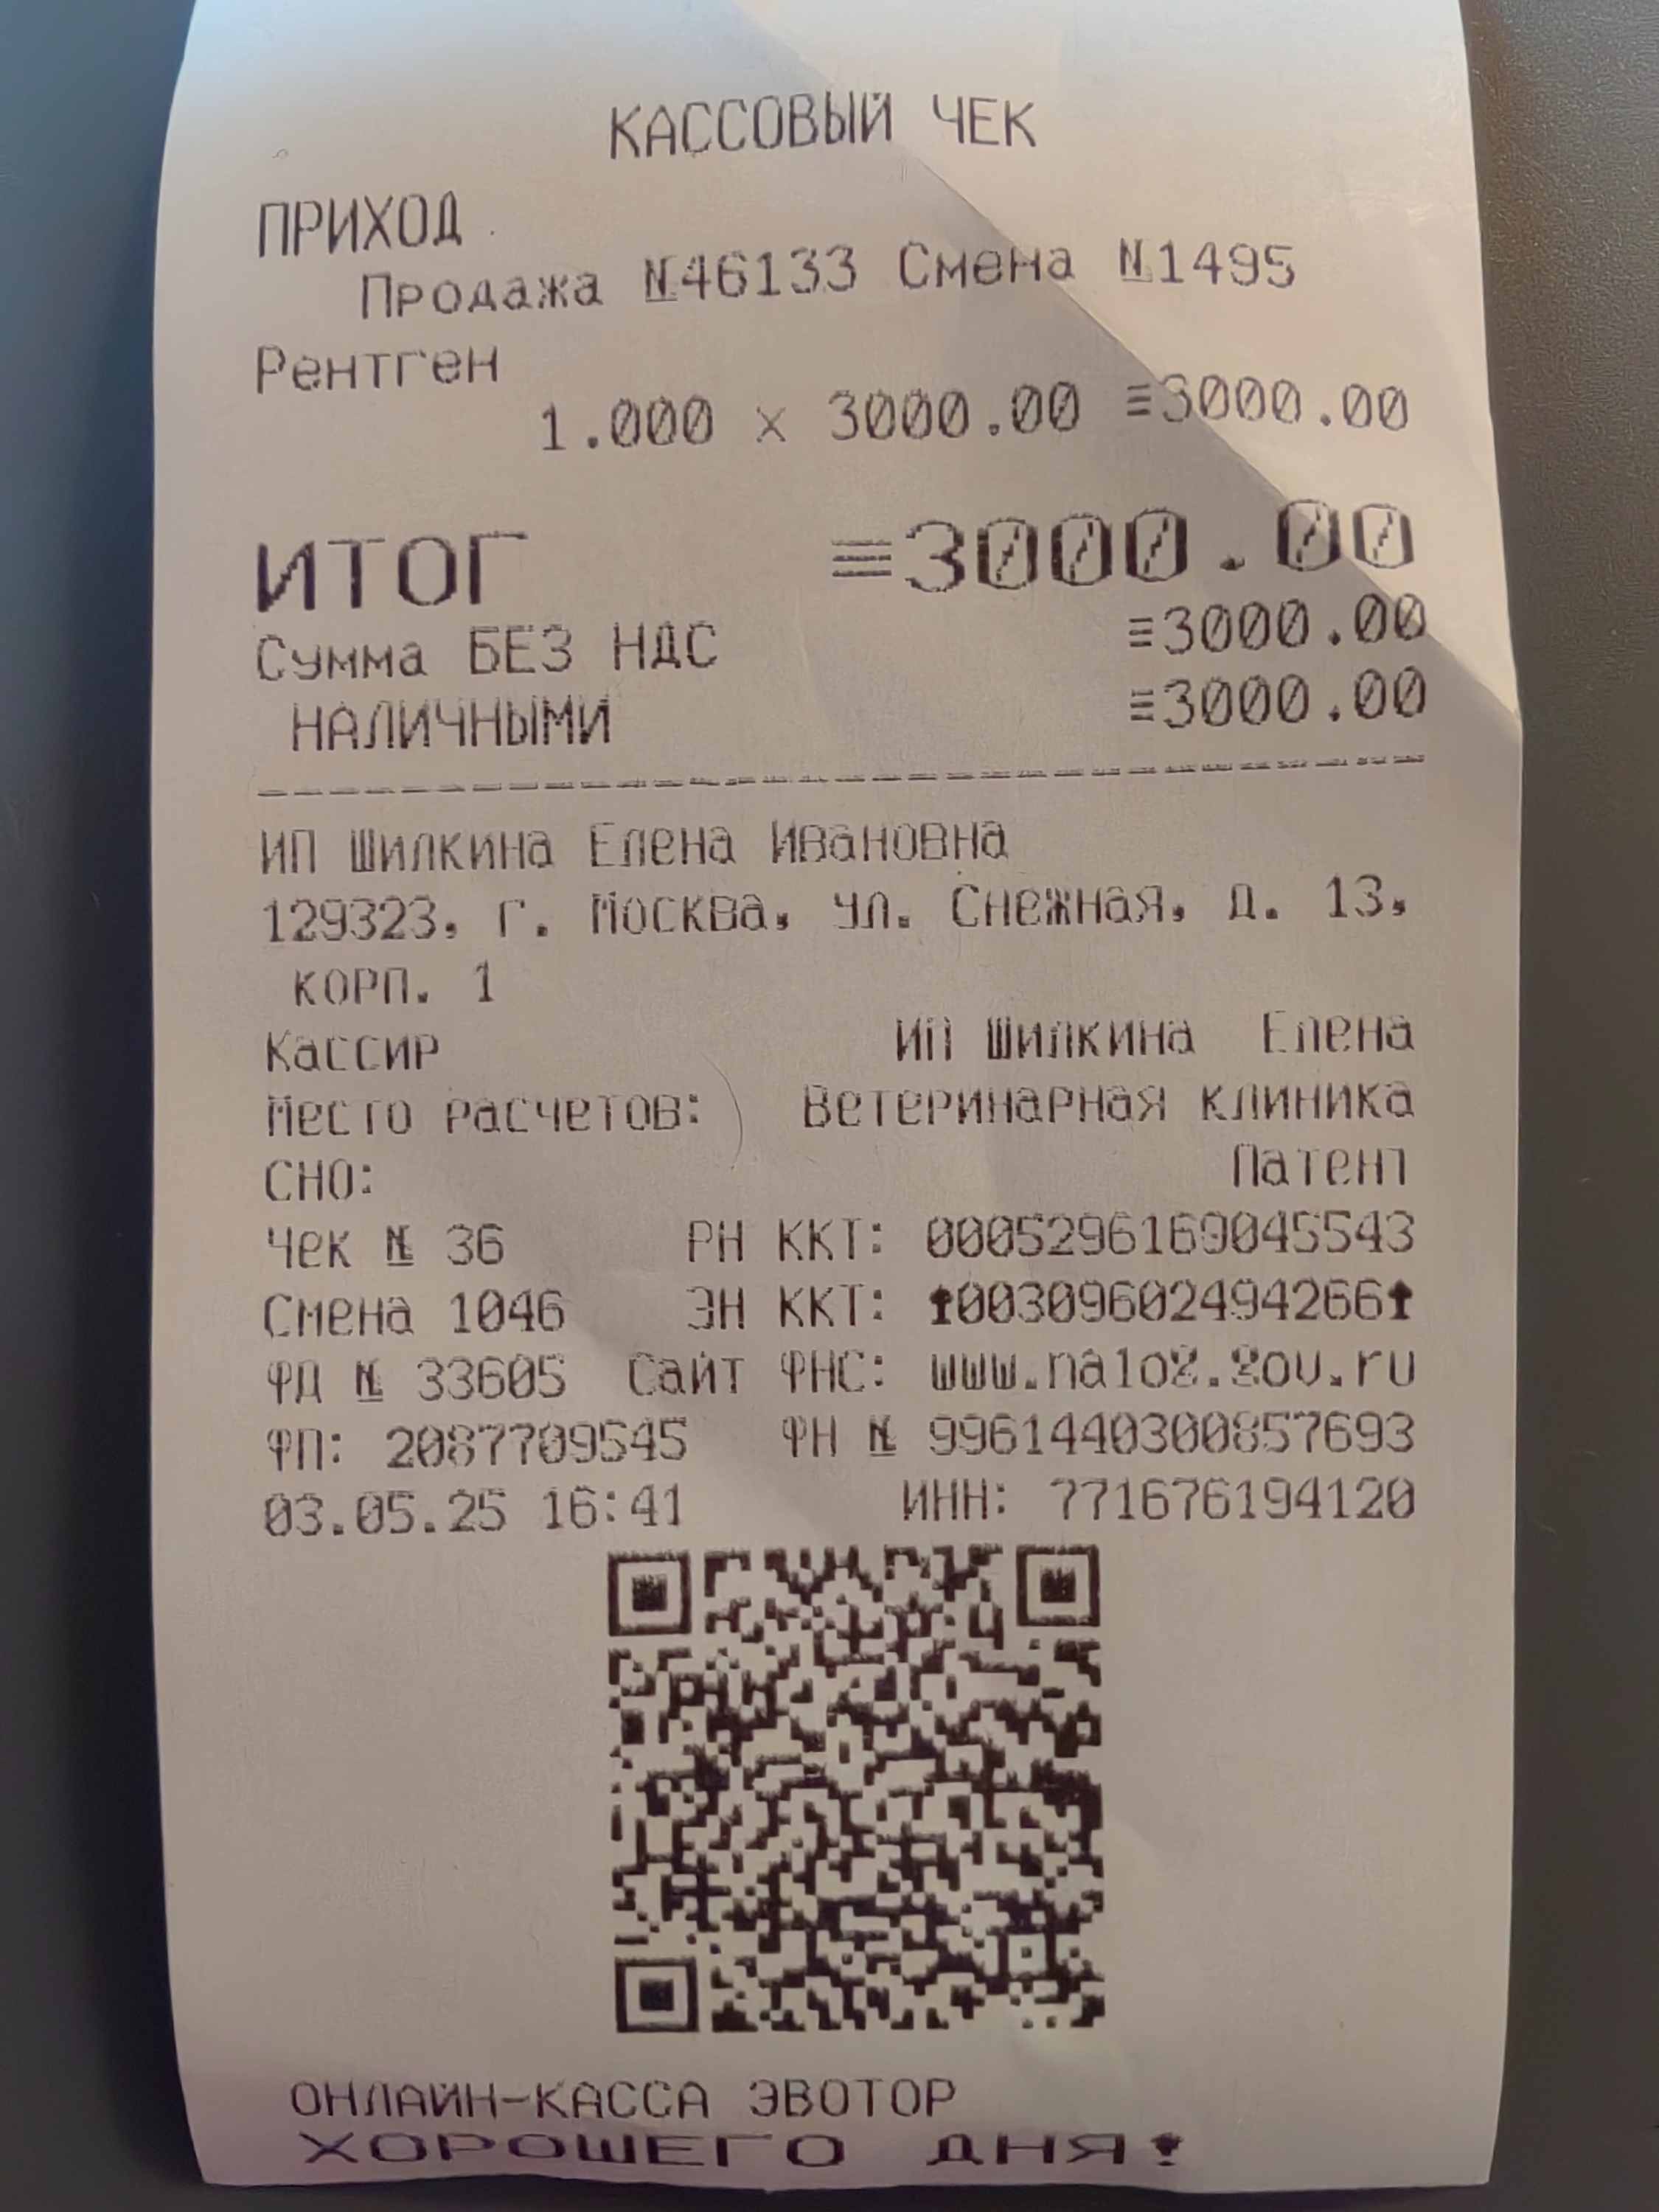 КАССОВЫЙ ЧЕК
ПРИХОД
Продажа №46133 Смена №1495
Рентген
1.000 x 3000.00 ≡3000.00
ИТОГ ≡3000.00
Сумма БЕЗ НДС ≡3000.00
НАЛИЧНЫМИ ≡3000.00
ИП Шилкина Елена Ивановна
129323, г. Москва, ул. Снежная, д. 13,
корп. 1
Кассир ИП Шилкина Елена
Место расчетов: Ветеринарная клиника
СНО: Патент
Чек № 36 РН ККТ: 0005296169045543
Смена 1046 ЗН ККТ: ↑00309602494266↑
ФД № 33605 Сайт ФНС: www.nalog.gov.ru
ФП: 2087709545 ФН № 9961440300857693
03.05.25 16:41 ИНН: 771676194120
ОНЛАЙН-КАССА ЭВОТОР
ХОРОШЕГО ДНЯ!